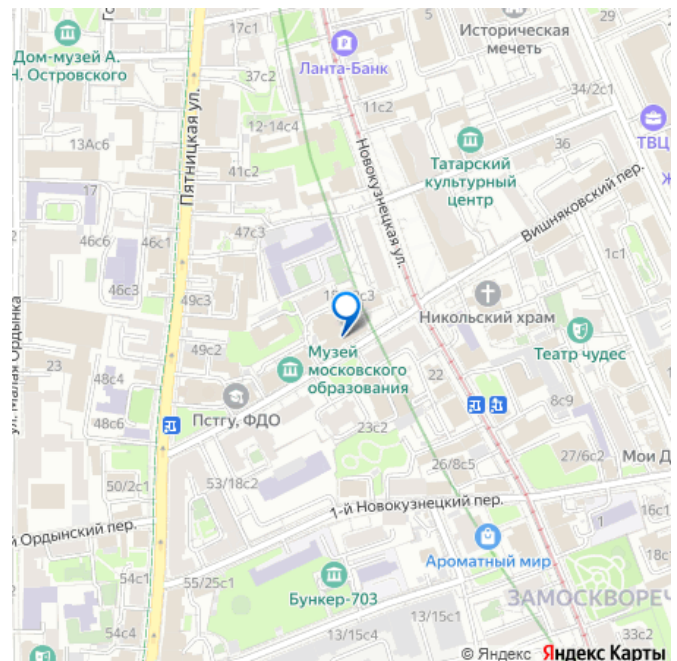 17с1
5
29
Историческая
мечеть
Дом-музей А.
Н. Островского
Ланта-Банк
37с2
34/2с1
11с2
12-14с4
ТВЦ
13Ас6
36
Татарский
культурный
центр
Пятницкая ул.
Новокузнецкая ул.
41с2
17
Вишняковский пер.
47с3
46с6
46с1
1с1
46с3
49с3
Никольский храм
ул. Малая Ордынка
Театр чудес
49с2
23
Музей
московского
образования
22
48с4
8с9
Пстгу, ФДО
48с6
23с2
27/6с2
26/8с5
Мои Д
50/2с1
53/18с2
1-й Новокузнецкий пер.
1
й Ордынский пер.
Ароматный мир
18с
54с1
55/25с1
Бункер-703
ЗАМОСКВОРЕЧ
13/15с1
13/15с4
54с4
33с2
© Яндекс Яндекс Карты